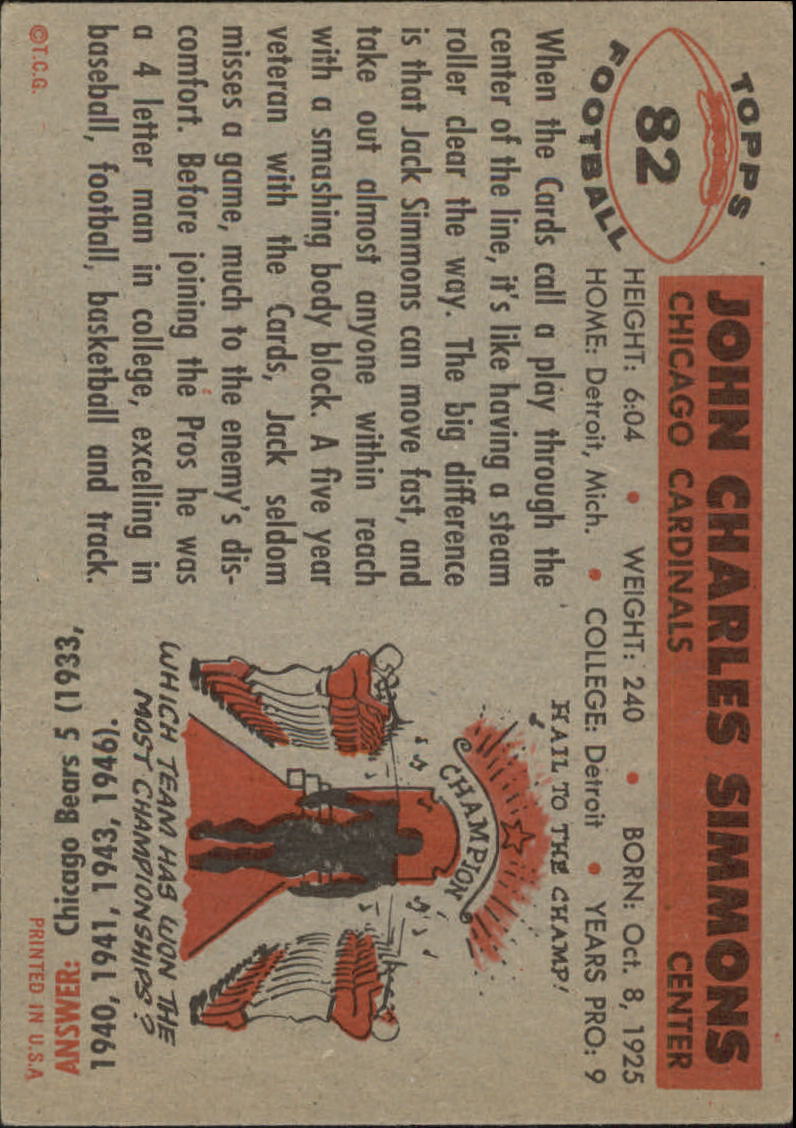 TOPPS
82
FOOTBALL
JOHN CHARLES SIMMONS
CHICAGO CARDINALS CENTER
HEIGHT: 6:04 • WEIGHT: 240 • BORN: Oct. 8, 1925
HOME: Detroit, Mich. • COLLEGE: Detroit • YEARS PRO: 9
When the Cards call a play through the
center of the line, it's like having a steam
roller clear the way. The big difference
is that Jack Simmons can move fast, and
take out almost anyone within reach
with a smashing body block. A five year
veteran with the Cards, Jack seldom
misses a game, much to the enemy's dis-
comfort. Before joining the Pros he was
a 4 letter man in college, excelling in
baseball, football, basketball and track.
©T.C.G.
HAIL TO THE CHAMP!
CHAMPION
WHICH TEAM HAS WON THE
MOST CHAMPIONSHIPS?
ANSWER: Chicago Bears 5 (1933,
1940, 1941, 1943, 1946).
PRINTED IN U.S.A